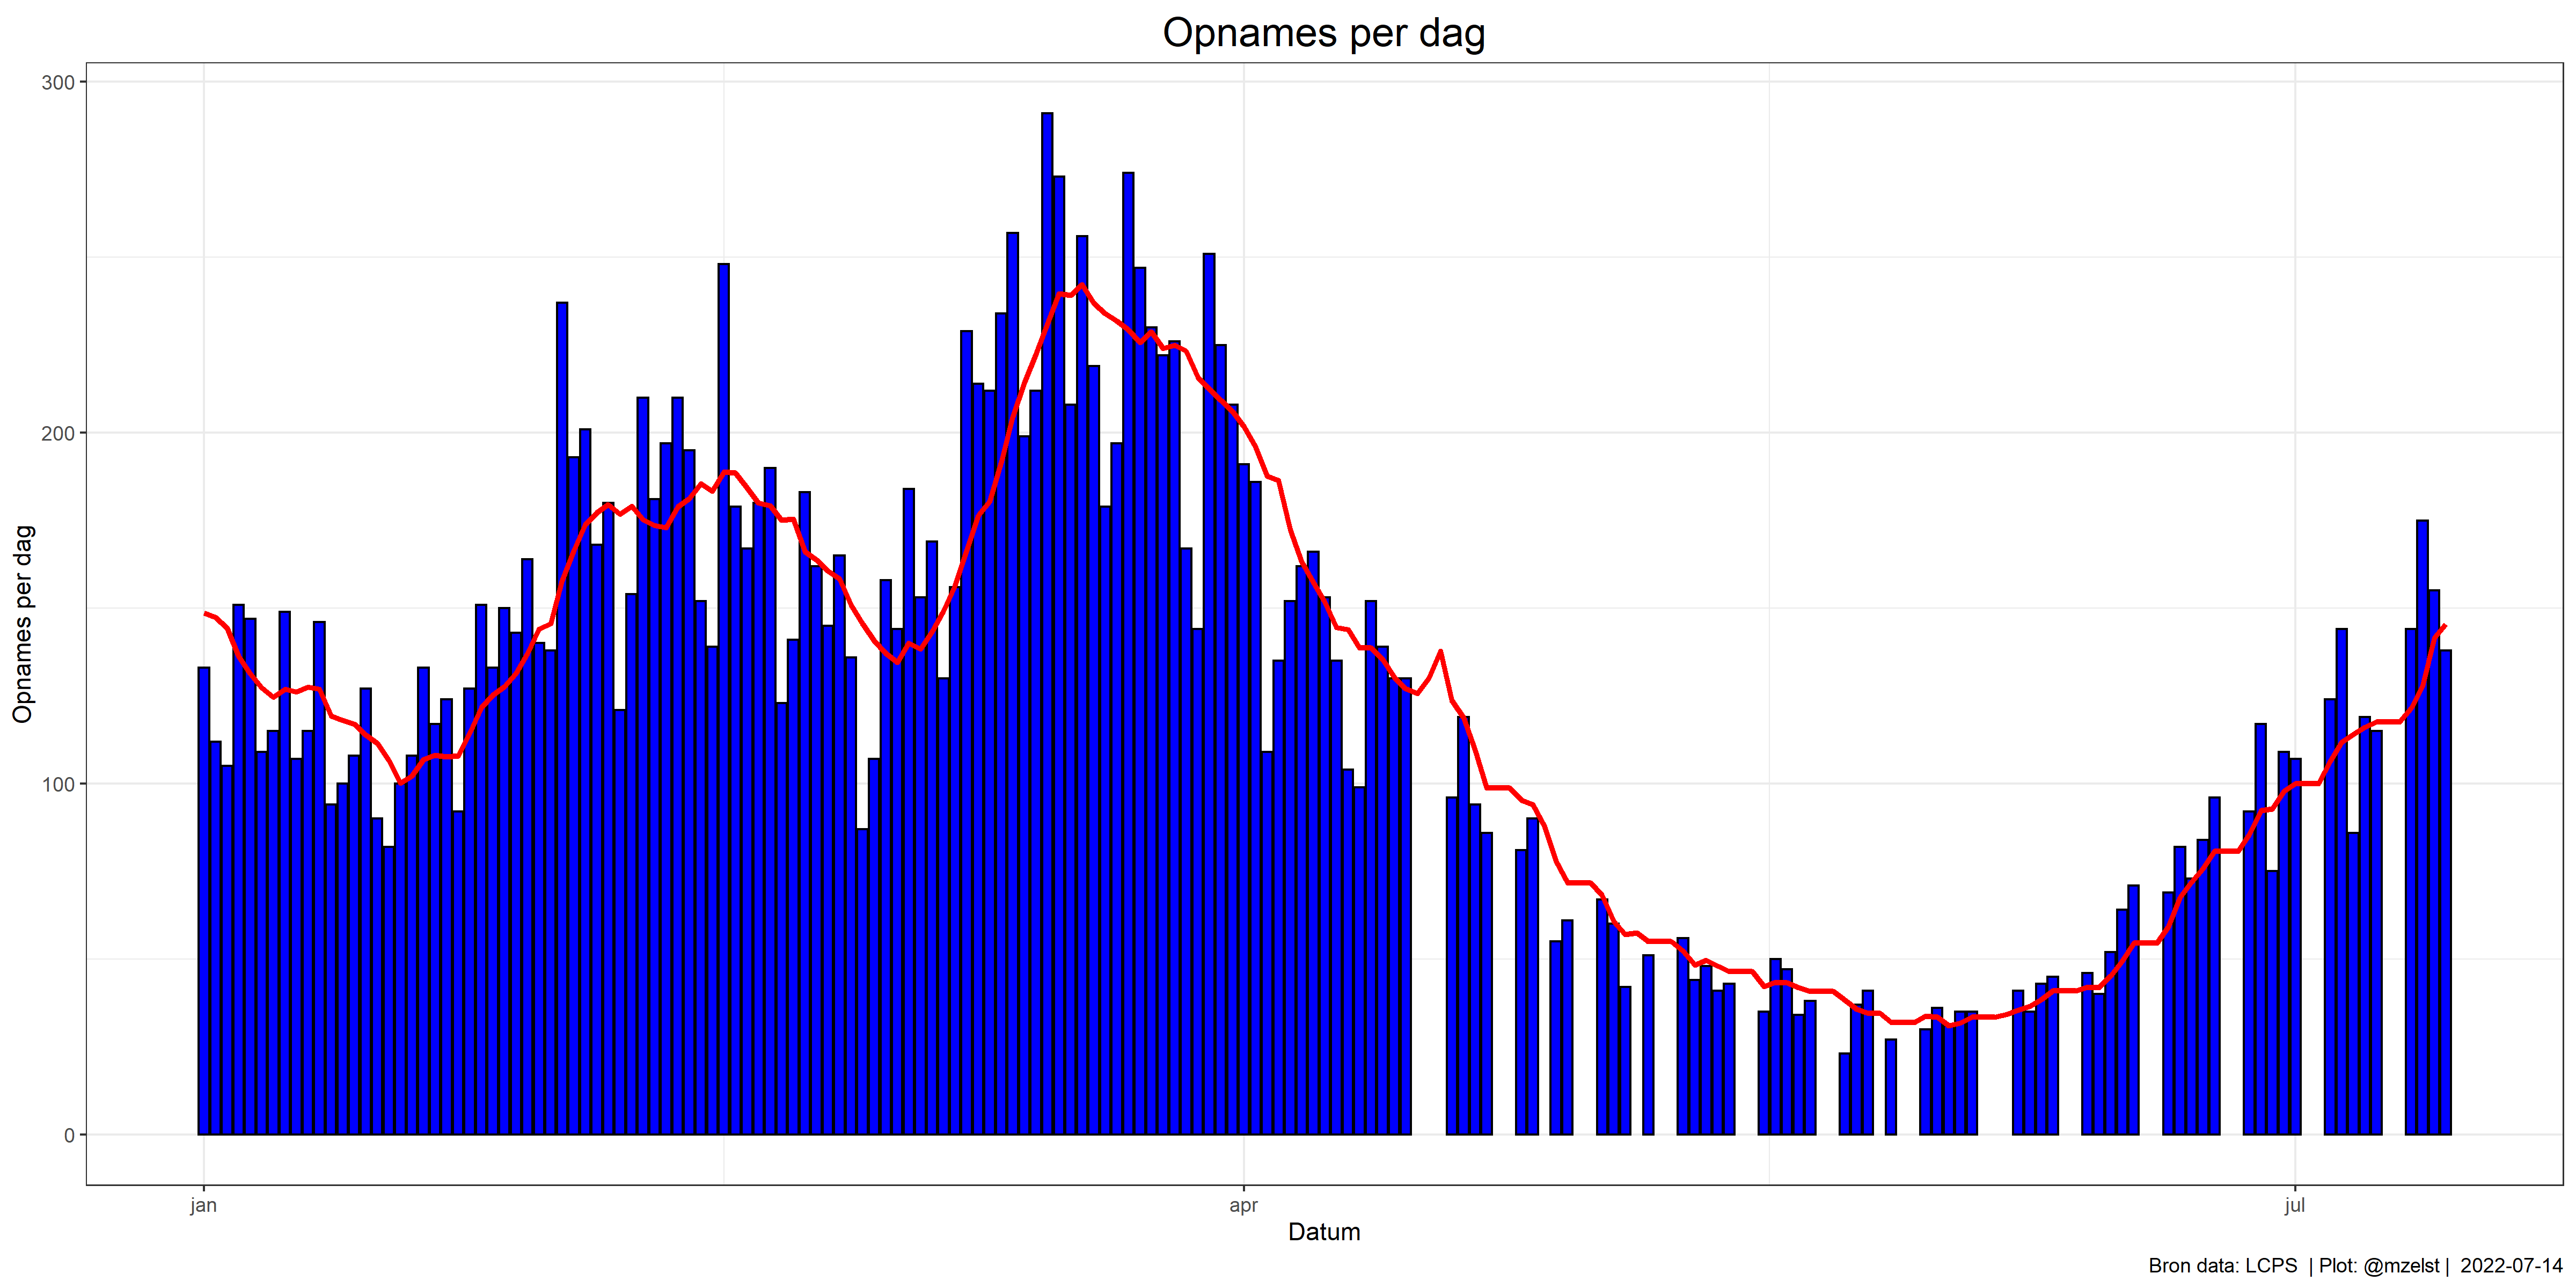 Opnames per dag
300
200
100
0
Opnames per dag
jan
apr
jul
Datum
Bron data: LCPS | Plot: @mzelst | 2022-07-14